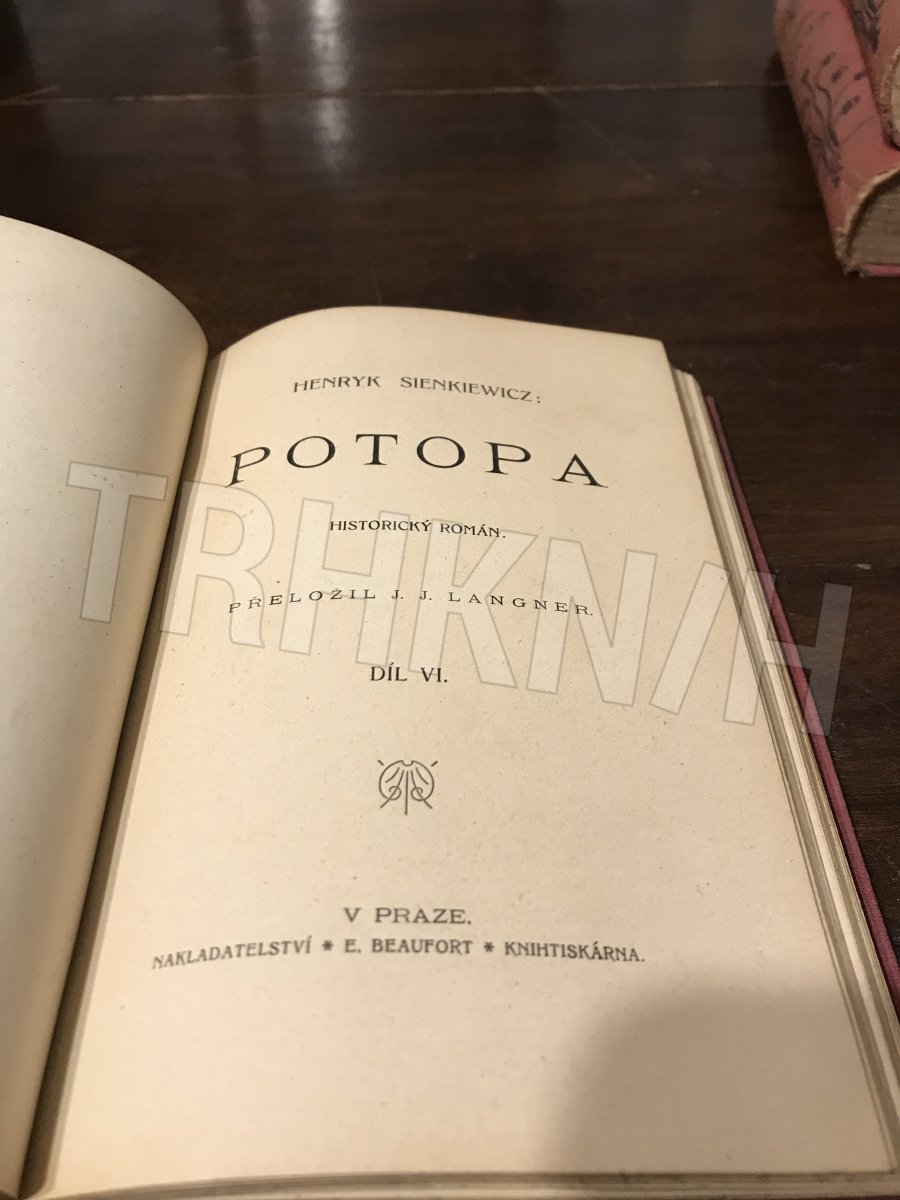 HENRYK SIENKIEWICZ:
POTOPA
HISTORICKÝ ROMÁN.
PŘELOŽIL J. J. LANGNER.
DÍL VI.
V PRAZE.
NAKLADATELSTVÍ * E. BEAUFORT * KNIHTISKÁRNA.
TRHKNIH